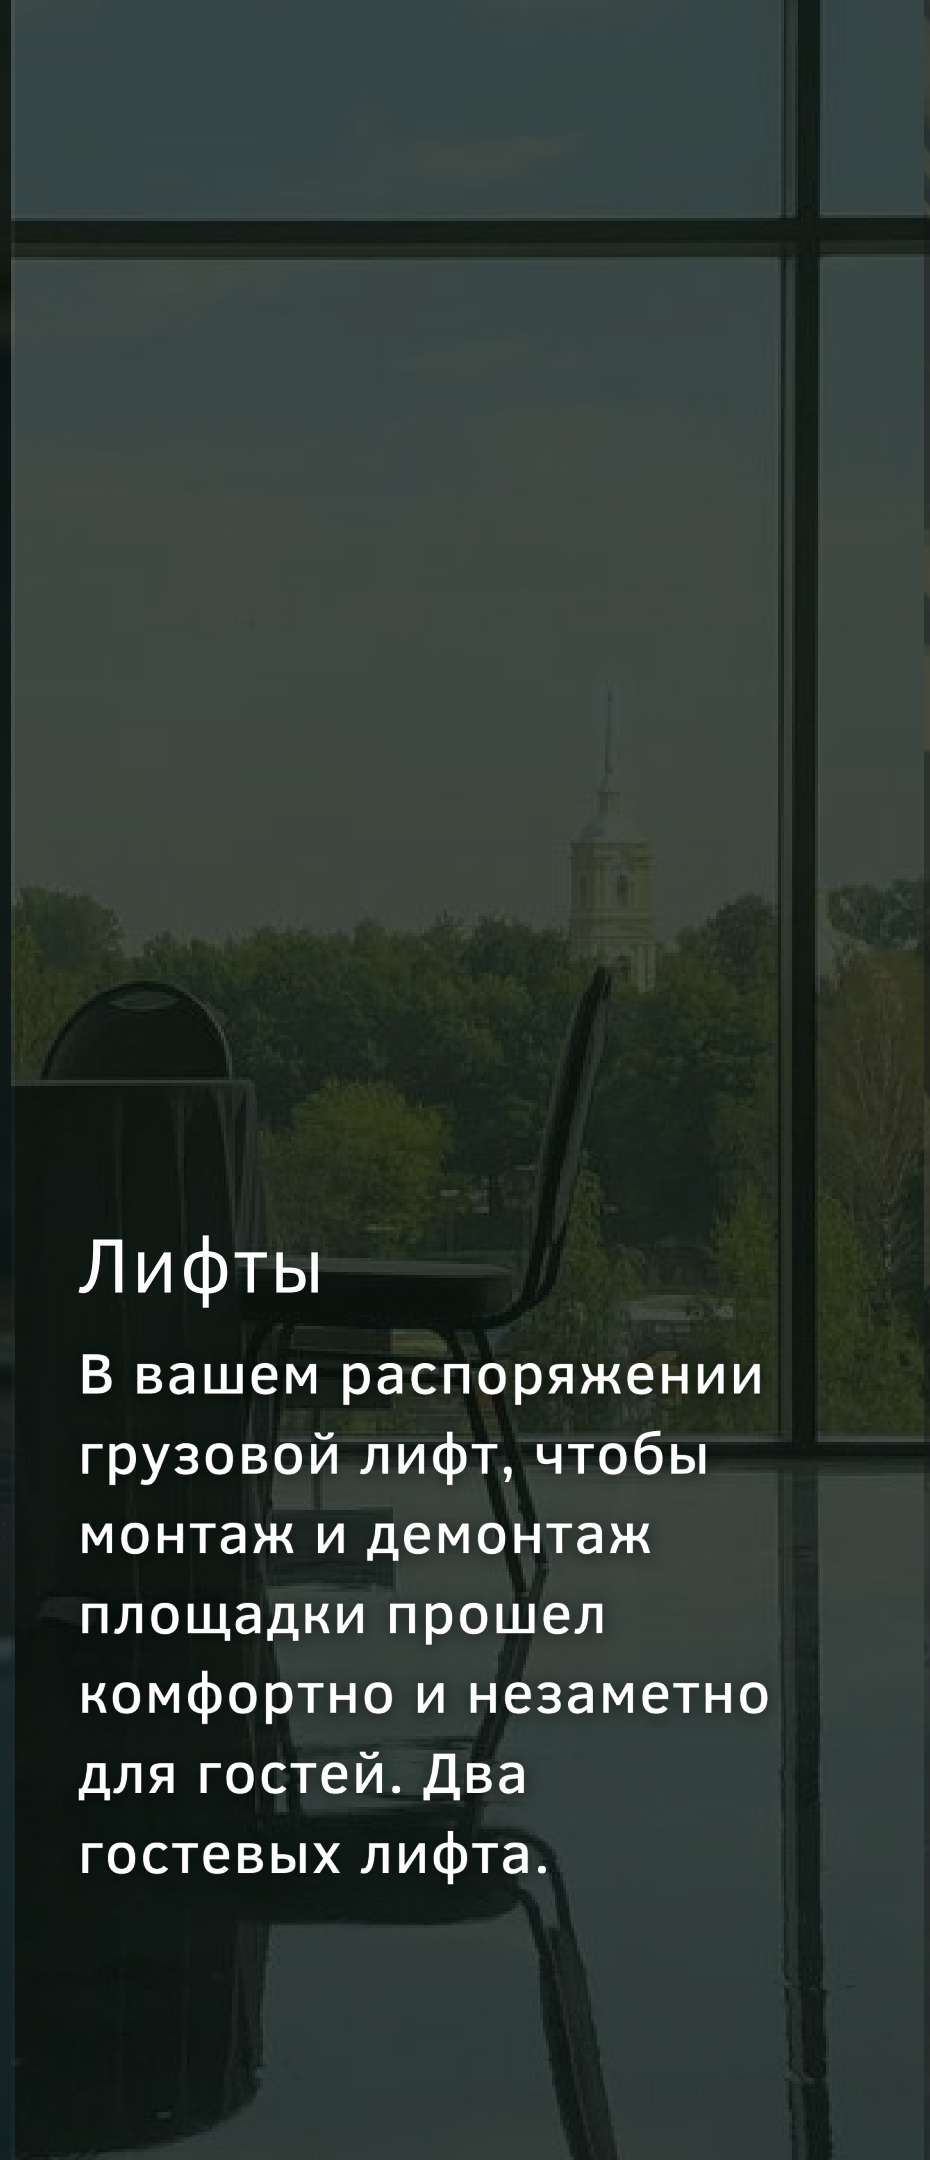 Лифты
В вашем распоряжении
грузовой лифт, чтобы
монтаж и демонтаж
площадки прошел
комфортно и незаметно
для гостей. Два
гостевых лифта.